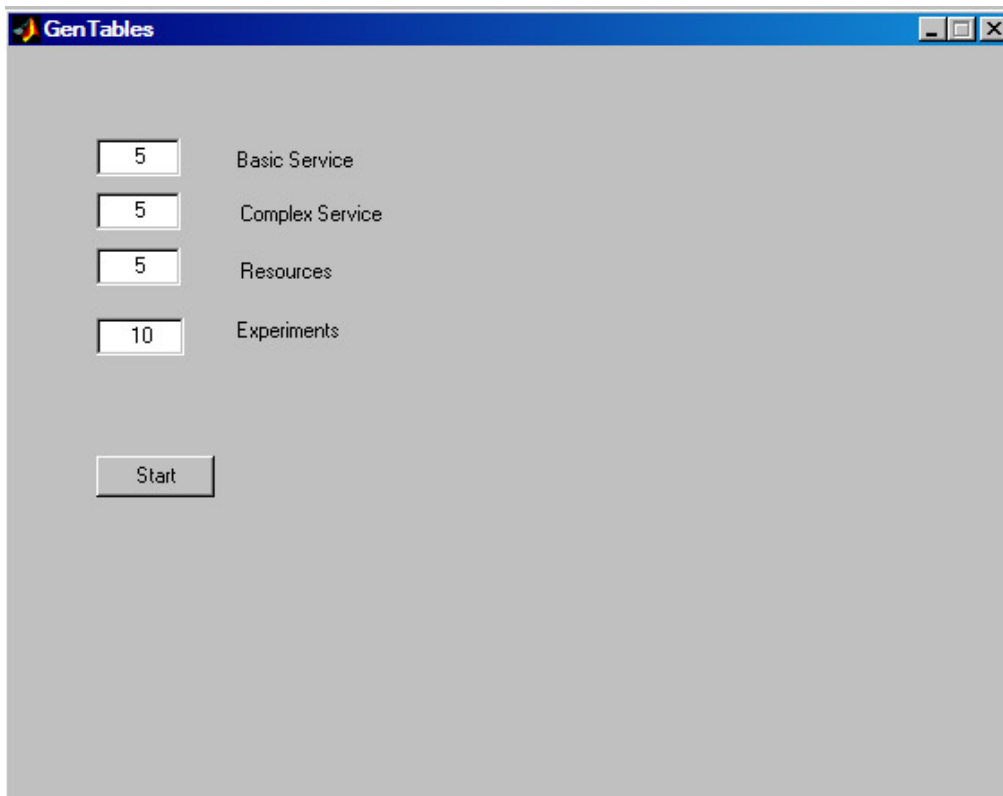 GenTables
5 Basic Service
5 Complex Service
5 Resources
10 Experiments
Start